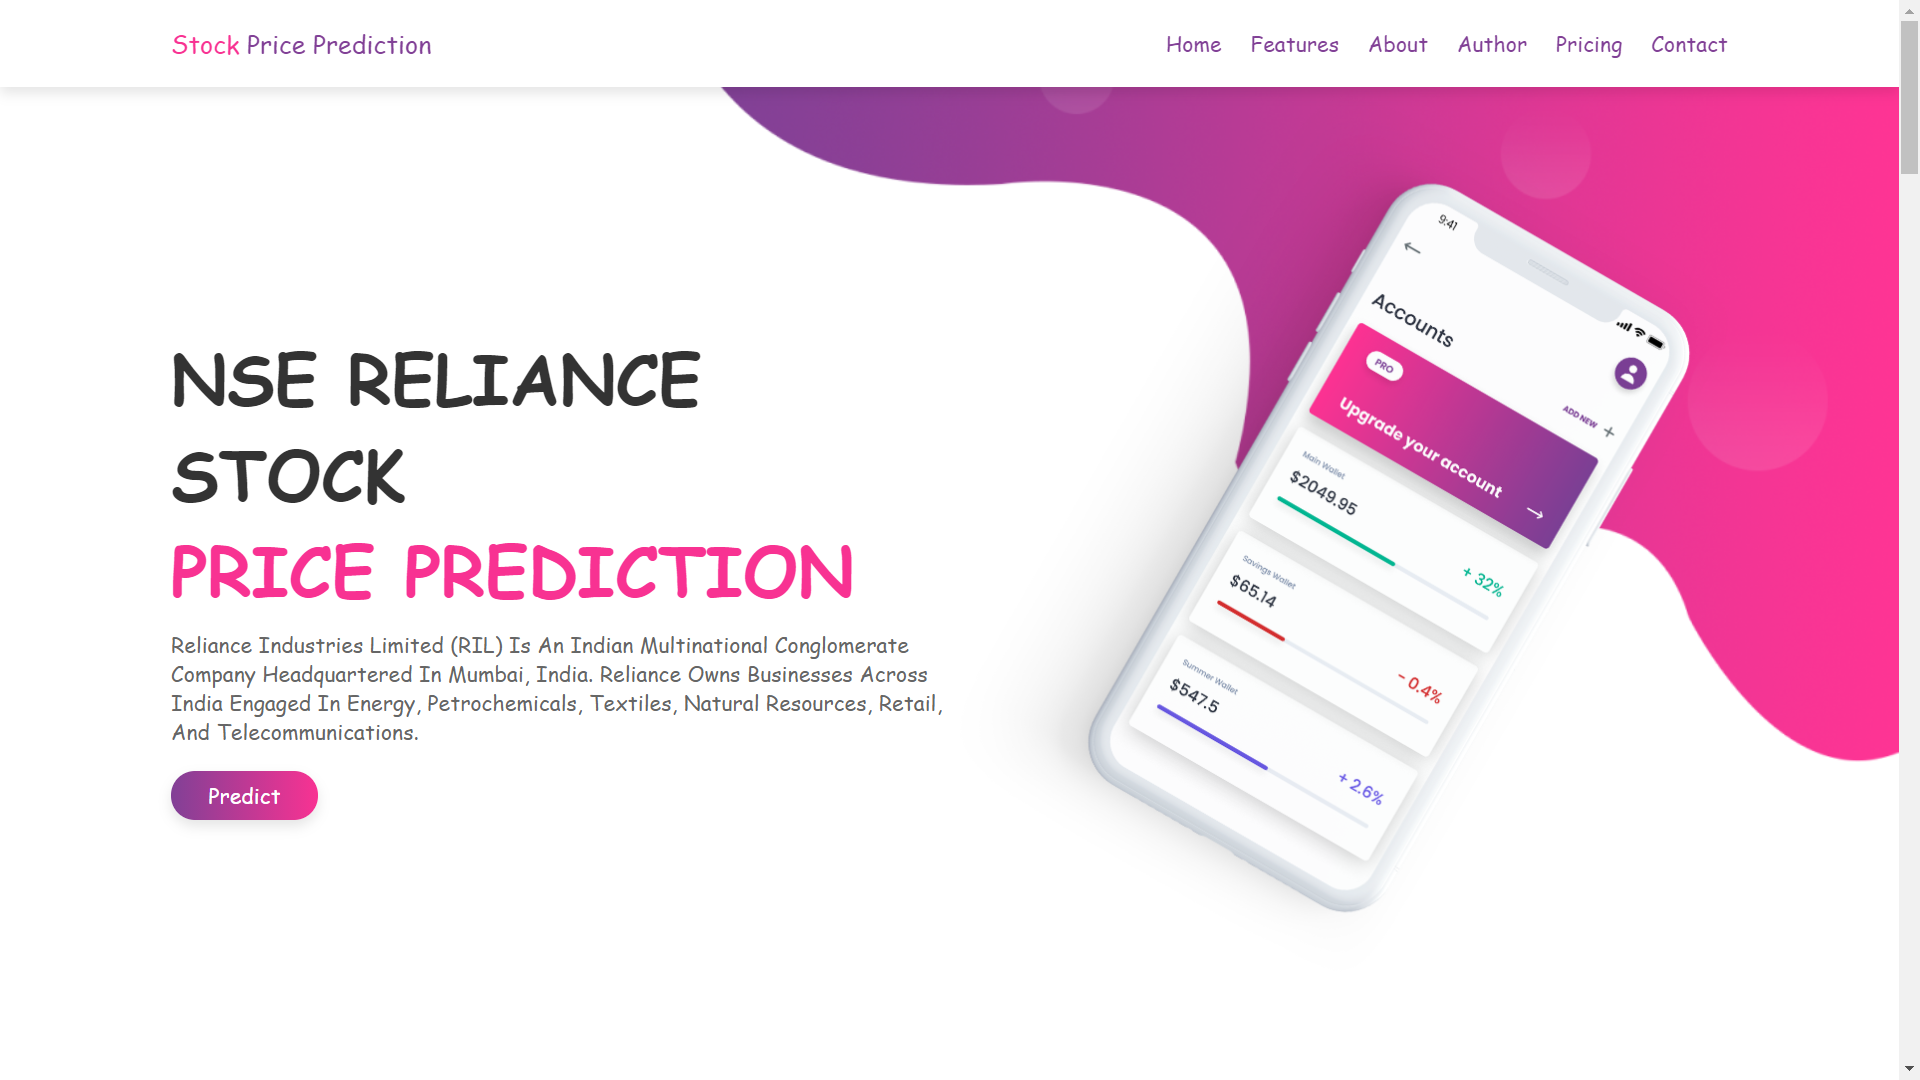 Stock Price Prediction
Home Features About Author Pricing Contact
NSE RELIANCE
STOCK
PRICE PREDICTION
Reliance Industries Limited (RIL) Is An Indian Multinational Conglomerate
Company Headquartered In Mumbai, India. Reliance Owns Businesses Across
India Engaged In Energy, Petrochemicals, Textiles, Natural Resources, Retail,
And Telecommunications.
Predict
9:41
Accounts
ADD NEW +
PRO
Upgrade your account
Main Wallet
$2049.95
+ 32%
Savings Wallet
$65.14
- 0.4%
Summer Wallet
$547.5
+ 2.6%